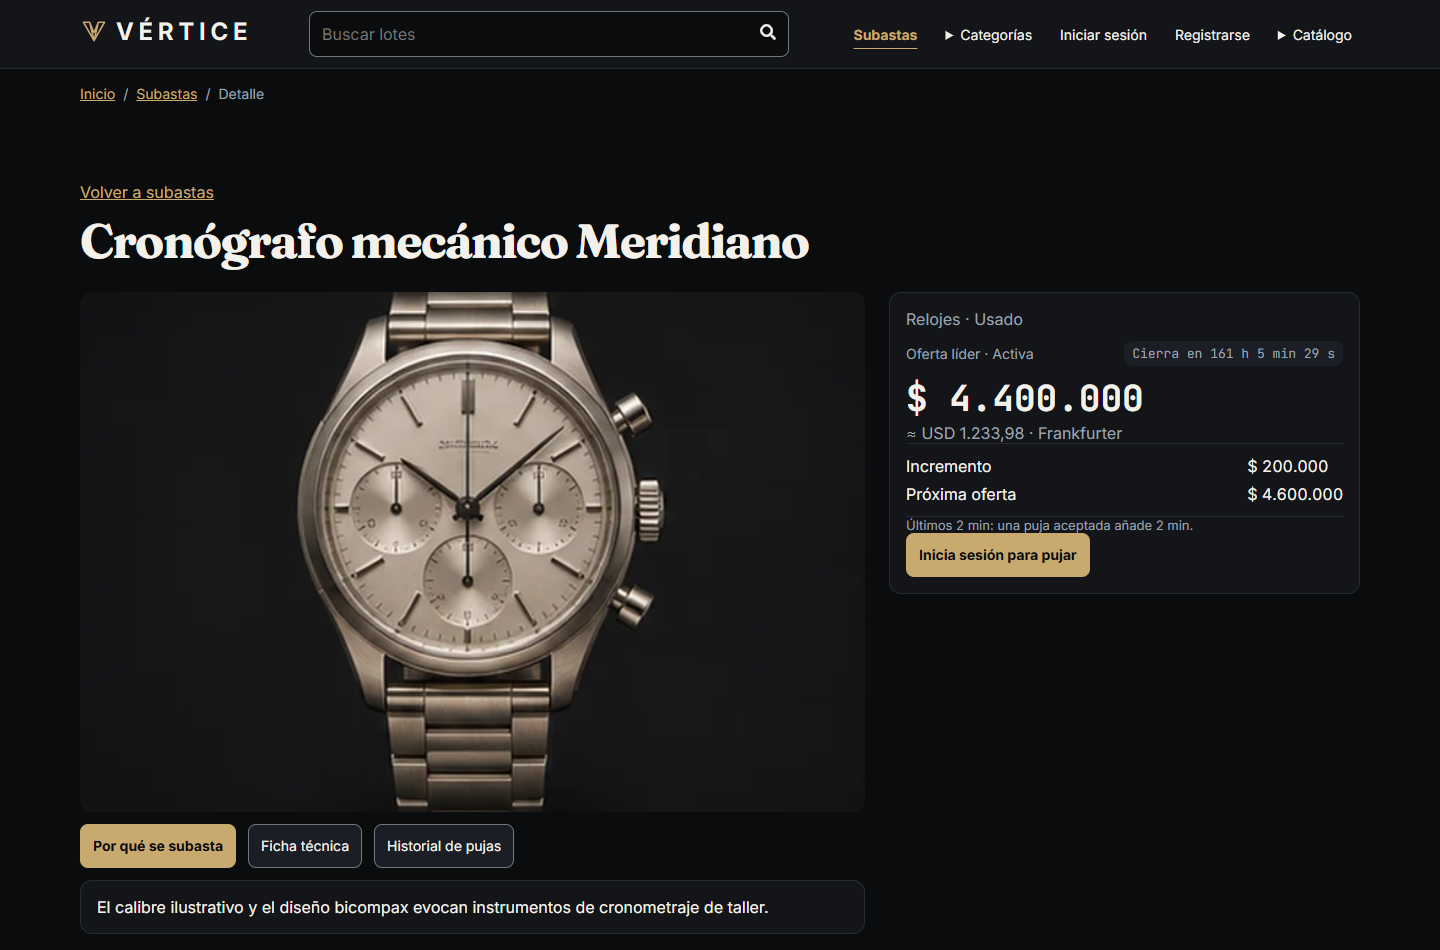 VÉRTICE
Buscar lotes
Subastas
Categorías
Iniciar sesión
Registrarse
Catálogo
Inicio / Subastas / Detalle
Volver a subastas
Cronógrafo mecánico Meridiano
Relojes · Usado
Oferta líder · Activa
Cierra en 161 h 5 min 29 s
$ 4.400.000
≈ USD 1.233,98 · Frankfurter
Incremento $ 200.000
Próxima oferta $ 4.600.000
Últimos 2 min: una puja aceptada añade 2 min.
Inicia sesión para pujar
Por qué se subasta
Ficha técnica
Historial de pujas
El calibre ilustrativo y el diseño bicompax evocan instrumentos de cronometraje de taller.